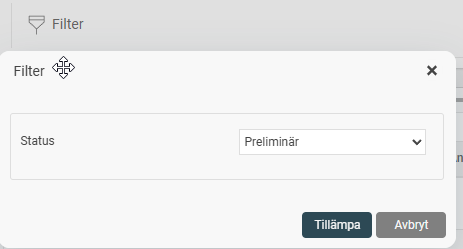 Filter
Filter
Status
Preliminär
Tillämpa
Avbryt